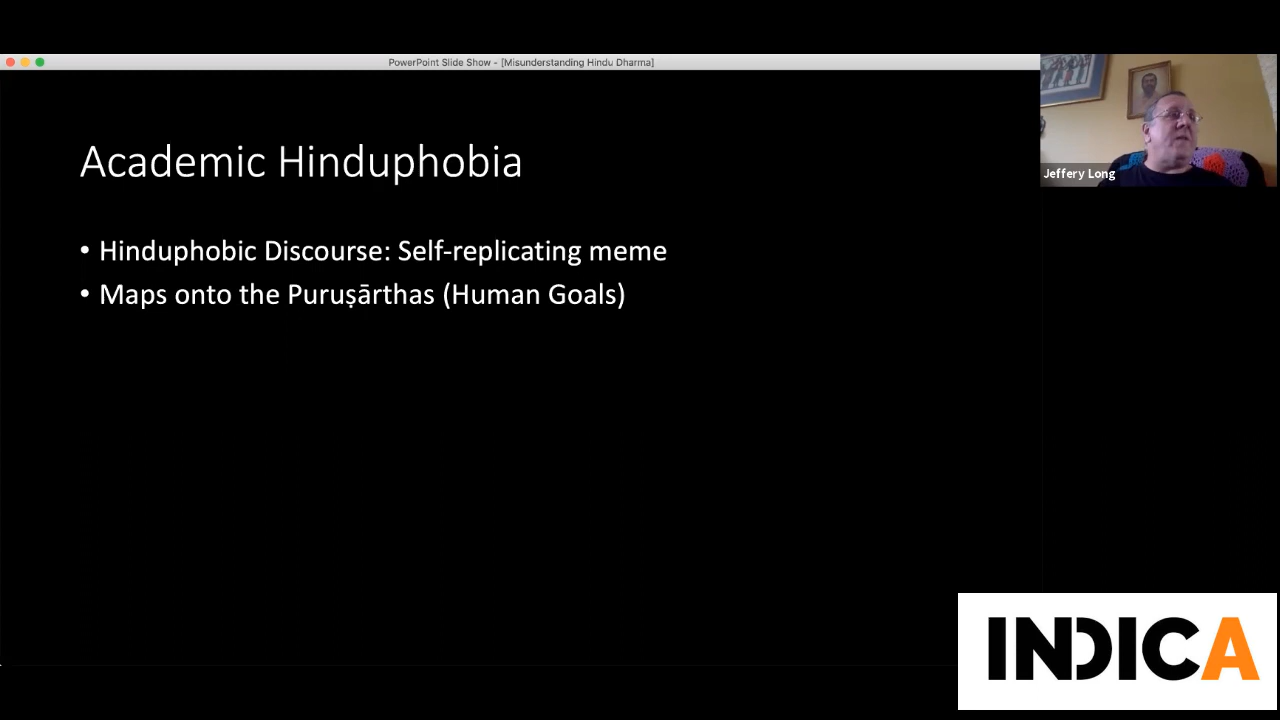 PowerPoint Slide Show - [Misunderstanding Hindu Dharma]
Academic Hinduphobia
• Hinduphobic Discourse: Self-replicating meme
• Maps onto the Puruṣārthas (Human Goals)
Jeffery Long
INDICA